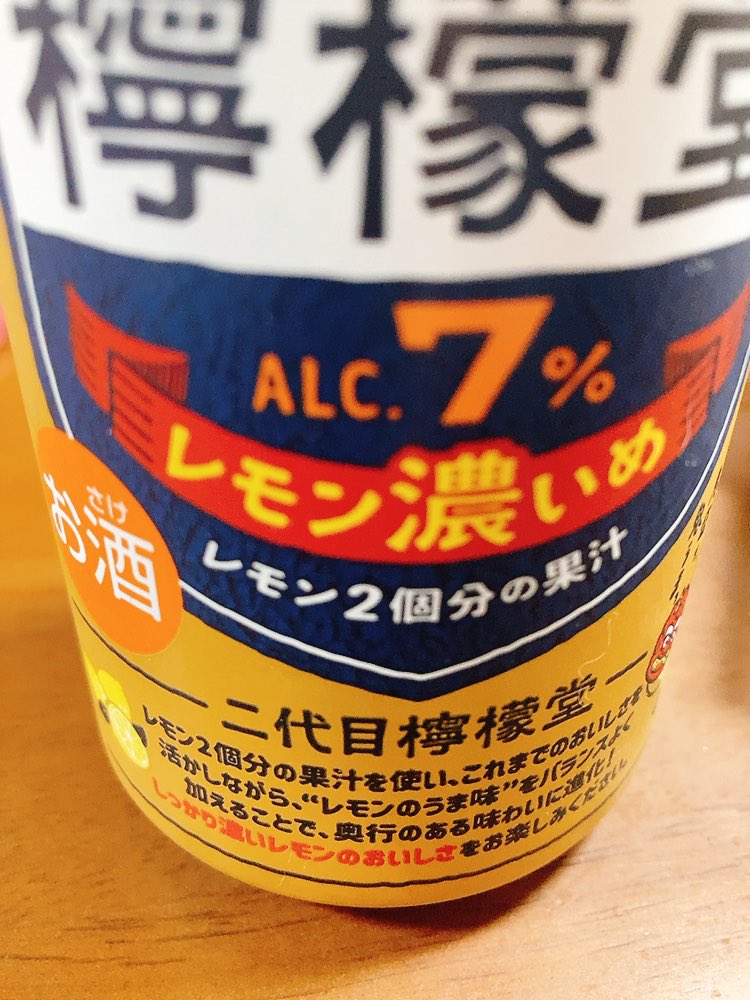 檸檬堂
ALC.7%
レモン濃いめ
レモン2個分の果汁
さけ
お酒
二代目檸檬堂
レモン2個分の果汁を使い、これまでのおいしさを
活かしながら、“レモンのうま味”をバランスよく
加えることで、奥行のある味わいに進化!
しっかり濃いレモンのおいしさをお楽しみください。